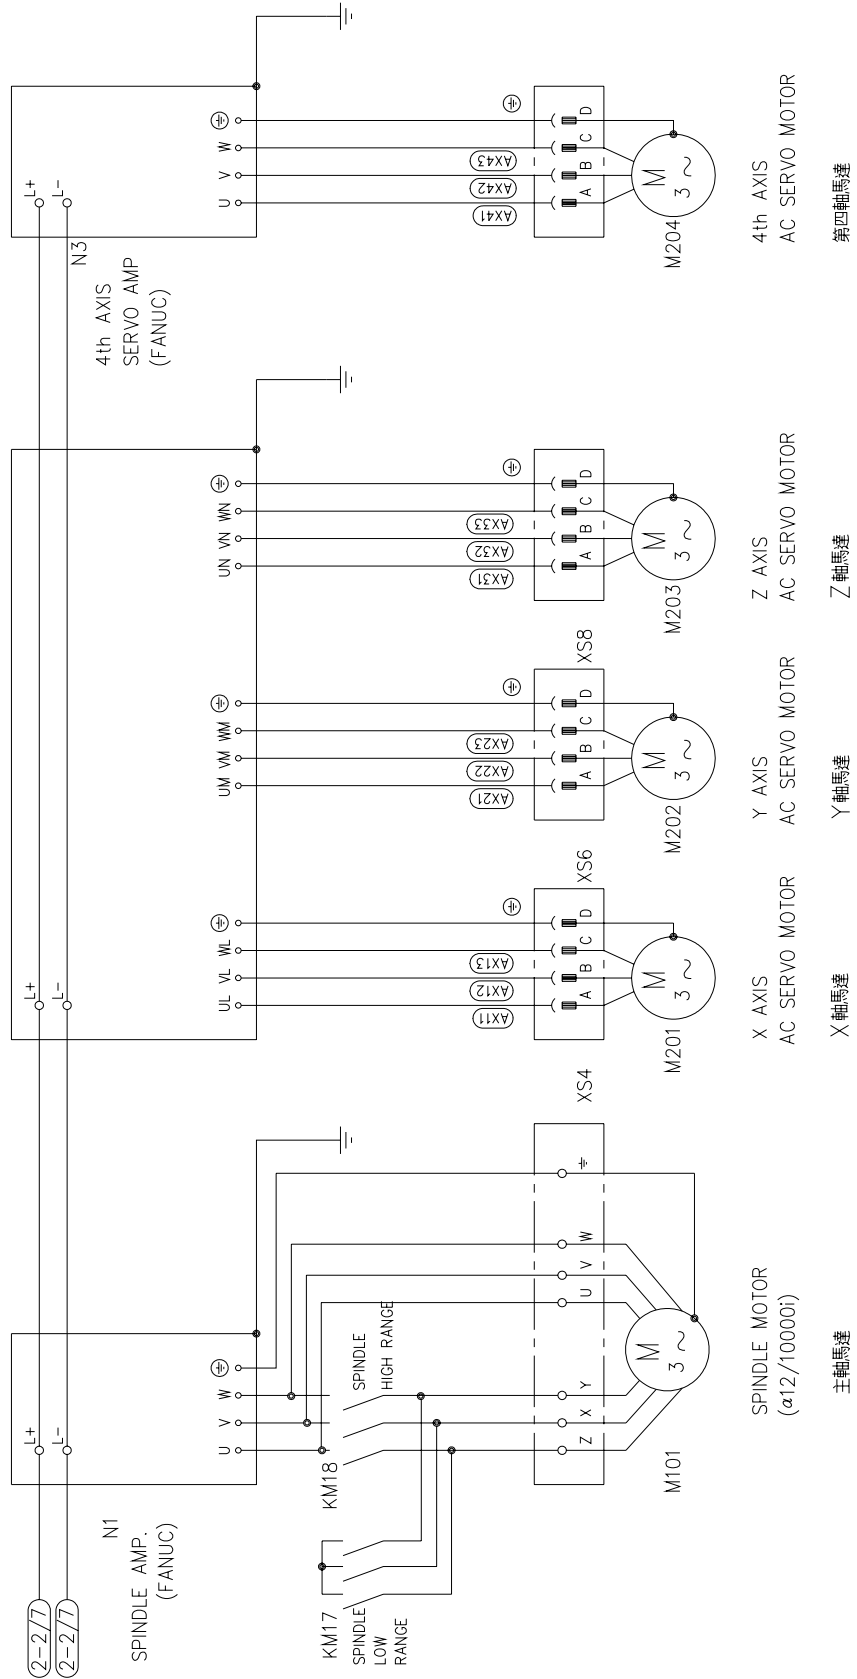 2-2/7
2-2/7
L+
L-
N1
SPINDLE AMP.
(FANUC)
U
V
W
KM17
SPINDLE
LOW
RANGE
KM18
SPINDLE
HIGH RANGE
Z
X
Y
U
V
W
M101
SPINDLE MOTOR
(α12/10000i)
主軸馬達
L+
L-
UL
VL
WL
AX11
AX12
AX13
XS4
A
B
C
D
M
3~
M
3~
M201
X AXIS
AC SERVO MOTOR
X軸馬達
UM
VM
WM
AX21
AX22
AX23
XS6
A
B
C
D
M
3~
M202
Y AXIS
AC SERVO MOTOR
Y軸馬達
UN
VN
WN
AX31
AX32
AX33
XS8
A
B
C
D
M
3~
M203
Z AXIS
AC SERVO MOTOR
Z軸馬達
L+
L-
N3
4th AXIS
SERVO AMP
(FANUC)
U
V
W
AX41
AX42
AX43
A
B
C
D
M
3~
M204
4th AXIS
AC SERVO MOTOR
第四軸馬達